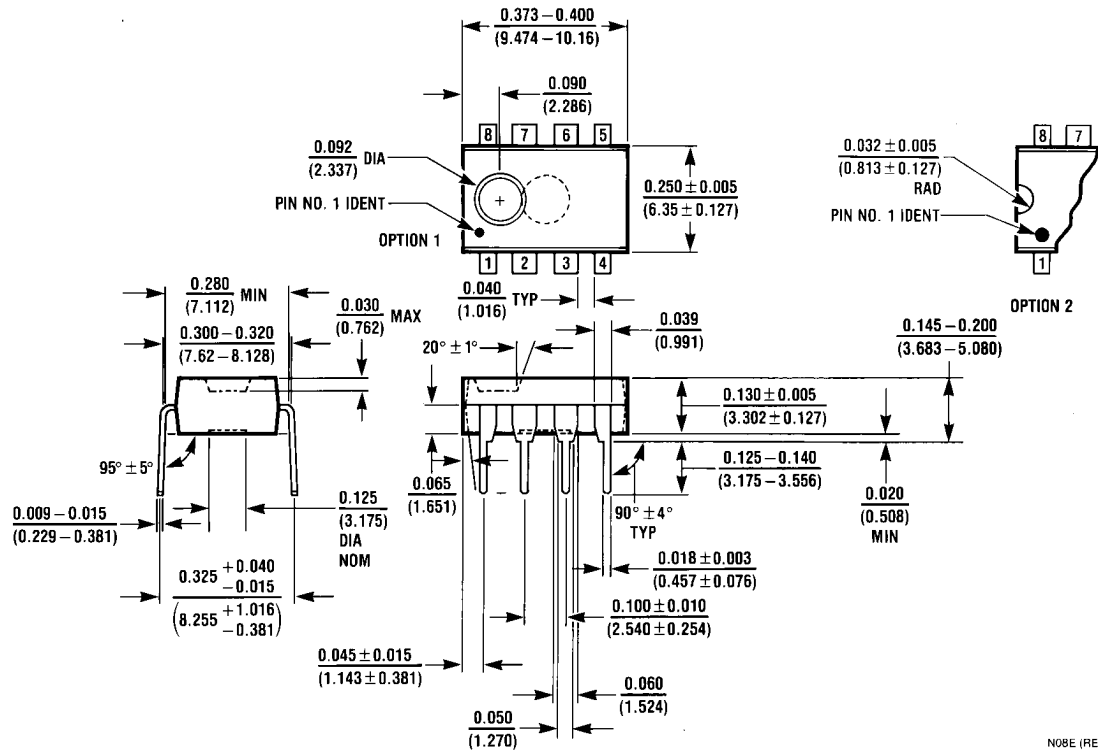 0.373 – 0.400
(9.474 – 10.16)
0.090
(2.286)
8 7 6 5
0.092 DIA
(2.337)
PIN NO. 1 IDENT
OPTION 1
0.250 ± 0.005
(6.35 ± 0.127)
1 2 3 4
0.032 ± 0.005
(0.813 ± 0.127)
RAD
PIN NO. 1 IDENT
8 7
1
OPTION 2
0.280 MIN
(7.112)
0.030 MAX
(0.762)
0.300 – 0.320
(7.62 – 8.128)
95° ± 5°
0.009 – 0.015
(0.229 – 0.381)
0.125
(3.175)
DIA
NOM
0.325 +0.040
–0.015
(8.255 +1.016
–0.381)
0.040 TYP
(1.016)
0.039
(0.991)
20° ± 1°
0.145 – 0.200
(3.683 – 5.080)
0.130 ± 0.005
(3.302 ± 0.127)
0.125 – 0.140
(3.175 – 3.556)
0.020
(0.508)
MIN
0.065
(1.651)
90° ± 4°
TYP
0.018 ± 0.003
(0.457 ± 0.076)
0.100 ± 0.010
(2.540 ± 0.254)
0.045 ± 0.015
(1.143 ± 0.381)
0.060
(1.524)
0.050
(1.270)
N08E (RE